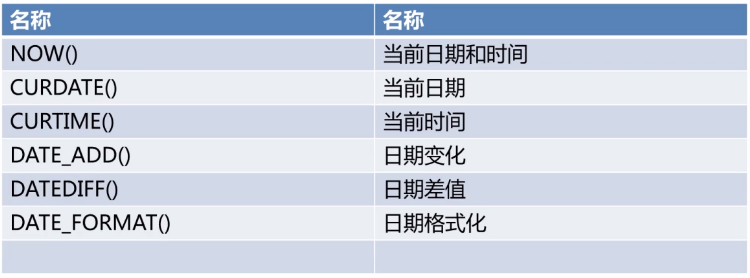 名称 名称
NOW() 当前日期和时间
CURDATE() 当前日期
CURTIME() 当前时间
DATE_ADD() 日期变化
DATEDIFF() 日期差值
DATE_FORMAT() 日期格式化